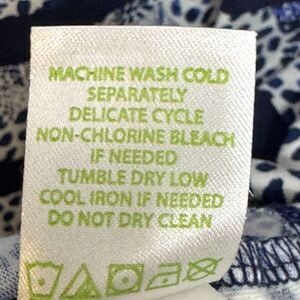 MACHINE WASH COLD
SEPARATELY
DELICATE CYCLE
NON-CHLORINE BLEACH
IF NEEDED
TUMBLE DRY LOW
COOL IRON IF NEEDED
DO NOT DRY CLEAN